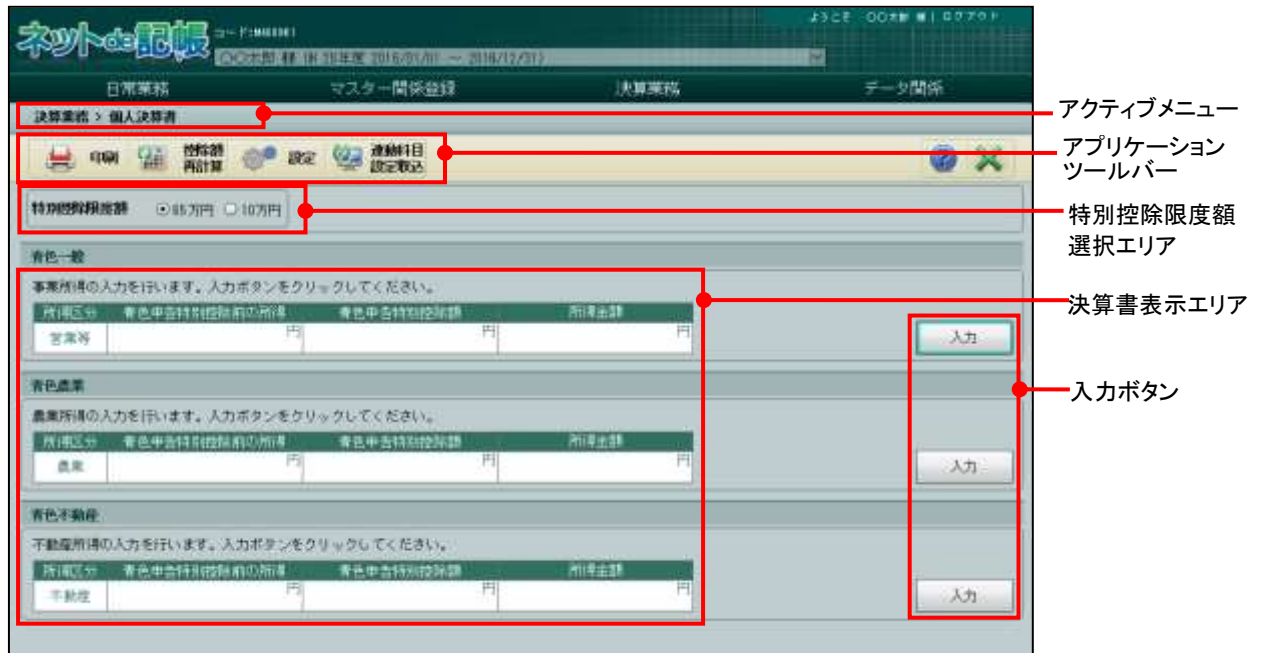 ネットde記帳
ようこそ 〇〇太郎 様 | ログアウト
〇〇太郎 様 (H 28年度 2016/01/01 ～ 2016/12/31)
日常業務 マスター関係登録 決算業務 データ関係
決算業務 > 個人決算書
印刷 控除額再計算 設定 連動科目設定取込
特別控除限度額 65万円 10万円
青色一般
事業所得の入力を行います。入力ボタンをクリックしてください。
所得区分 青色申告特別控除前の所得 青色申告特別控除額 所得金額
営業等 円 円 円 入力
青色農業
農業所得の入力を行います。入力ボタンをクリックしてください。
所得区分 青色申告特別控除前の所得 青色申告特別控除額 所得金額
農業 円 円 円 入力
青色不動産
不動産所得の入力を行います。入力ボタンをクリックしてください。
所得区分 青色申告特別控除前の所得 青色申告特別控除額 所得金額
不動産 円 円 円 入力
アクティブメニュー
アプリケーション
ツールバー
特別控除限度額
選択エリア
決算書表示エリア
入力ボタン